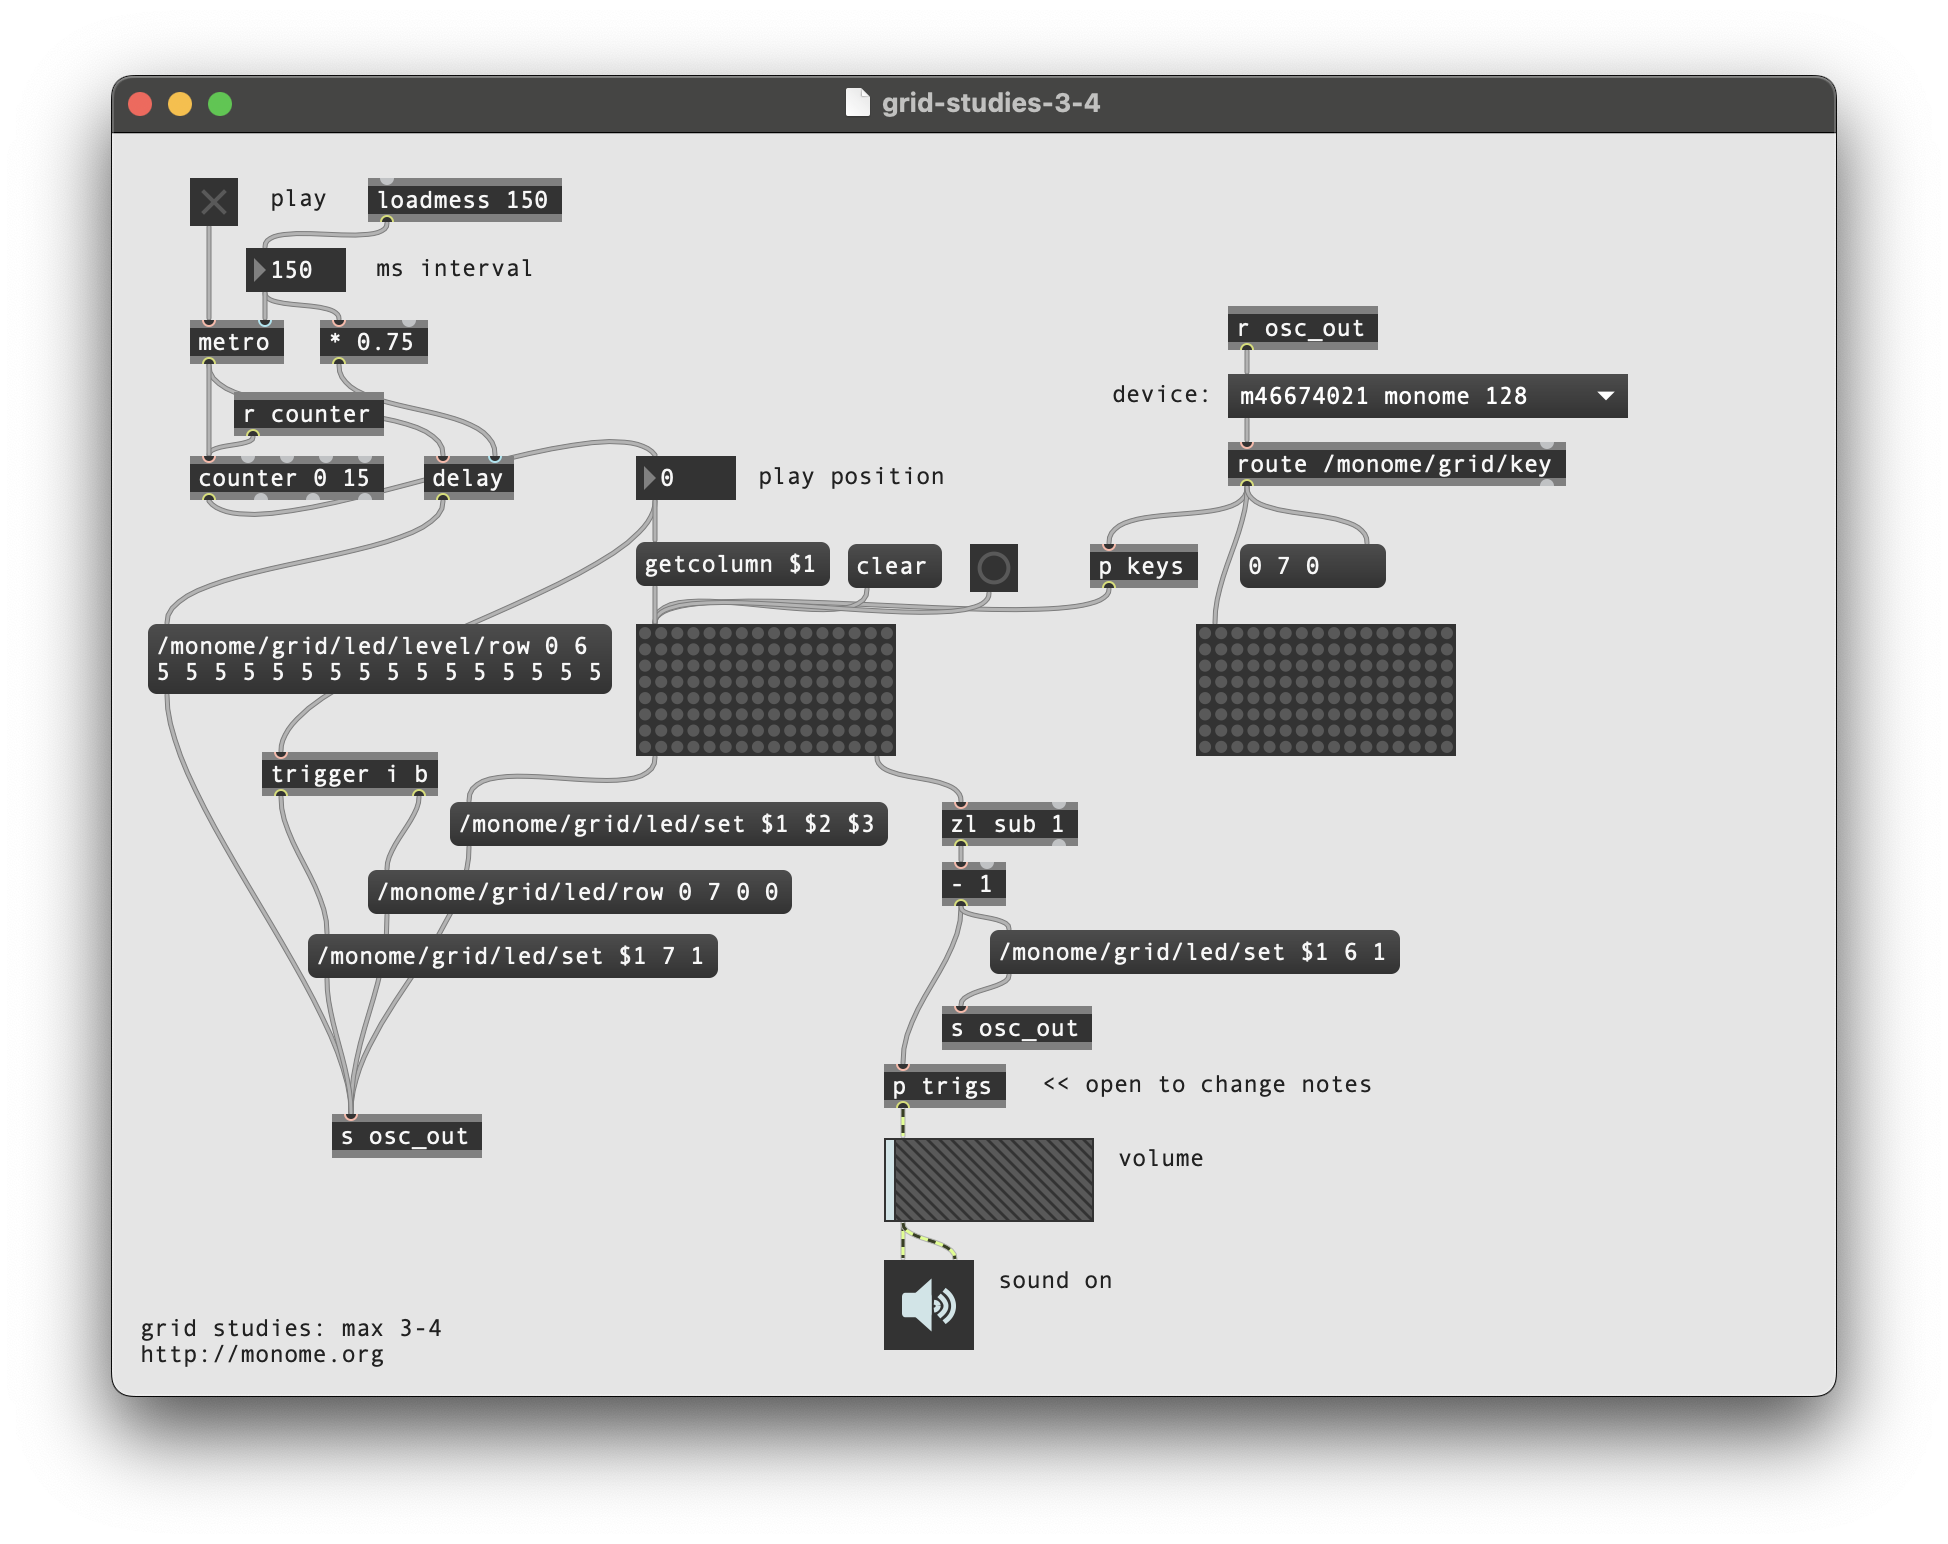 grid-studies-3-4
play
loadmess 150
150
ms interval
metro
* 0.75
r osc_out
device:
m46674021 monome 128
r counter
route /monome/grid/key
counter 0 15
delay
0
play position
getcolumn $1
clear
p keys
0 7 0
/monome/grid/led/level/row 0 6
5 5 5 5 5 5 5 5 5 5 5 5 5 5 5 5
trigger i b
/monome/grid/led/set $1 $2 $3
zl sub 1
- 1
/monome/grid/led/row 0 7 0 0
/monome/grid/led/set $1 7 1
/monome/grid/led/set $1 6 1
s osc_out
p trigs
<< open to change notes
s osc_out
volume
sound on
grid studies: max 3-4
http://monome.org